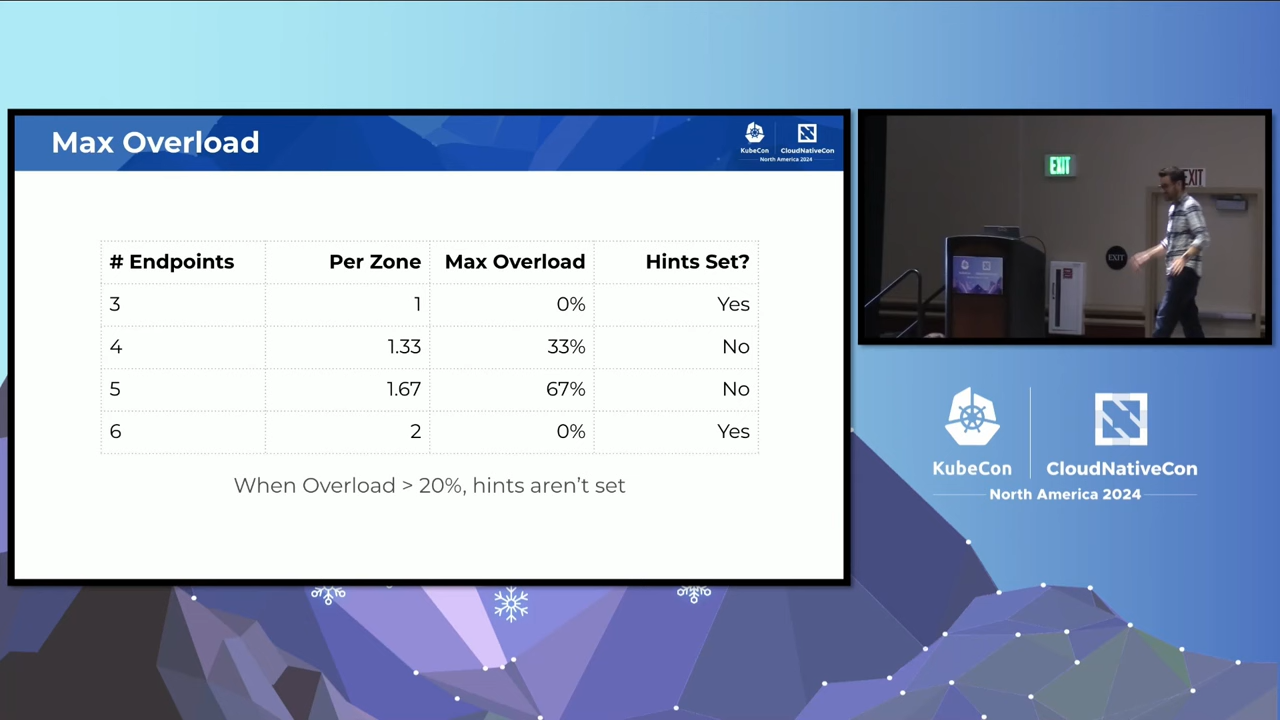 Max Overload
KubeCon
CloudNativeCon
North America 2024
# Endpoints Per Zone Max Overload Hints Set?
3 1 0% Yes
4 1.33 33% No
5 1.67 67% No
6 2 0% Yes
When Overload > 20%, hints aren't set
EXIT
EXIT
EXIT
KubeCon
CloudNativeCon
North America 2024